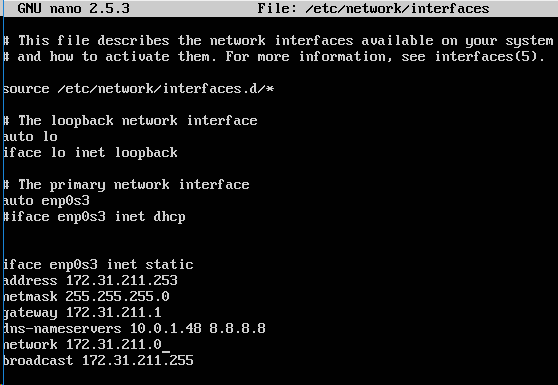 GNU nano 2.5.3 File: /etc/network/interfaces
# This file describes the network interfaces available on your system
# and how to activate them. For more information, see interfaces(5).
source /etc/network/interfaces.d/*
# The loopback network interface
auto lo
iface lo inet loopback
# The primary network interface
auto enp0s3
#iface enp0s3 inet dhcp
iface enp0s3 inet static
address 172.31.211.253
netmask 255.255.255.0
gateway 172.31.211.1
dns-nameservers 10.0.1.48 8.8.8.8
network 172.31.211.0
broadcast 172.31.211.255